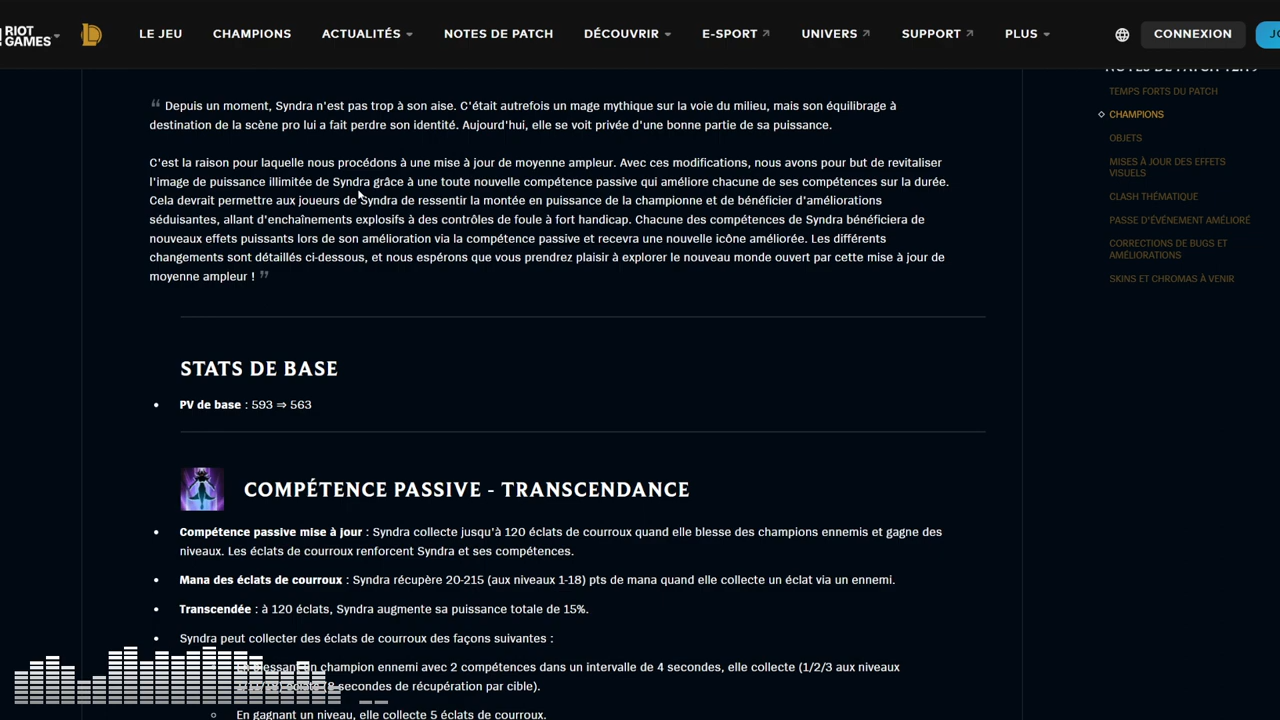 RIOT
GAMES
LE JEU
CHAMPIONS
ACTUALITÉS
NOTES DE PATCH
DÉCOUVRIR
E-SPORT
UNIVERS
SUPPORT
PLUS
CONNEXION
“ Depuis un moment, Syndra n'est pas trop à son aise. C'était autrefois un mage mythique sur la voie du milieu, mais son équilibrage à
destination de la scène pro lui a fait perdre son identité. Aujourd'hui, elle se voit privée d'une bonne partie de sa puissance.
C'est la raison pour laquelle nous procédons à une mise à jour de moyenne ampleur. Avec ces modifications, nous avons pour but de revitaliser
l'image de puissance illimitée de Syndra grâce à une toute nouvelle compétence passive qui améliore chacune de ses compétences sur la durée.
Cela devrait permettre aux joueurs de Syndra de ressentir la montée en puissance de la championne et de bénéficier d'améliorations
séduisantes, allant d'enchaînements explosifs à des contrôles de foule à fort handicap. Chacune des compétences de Syndra bénéficiera de
nouveaux effets puissants lors de son amélioration via la compétence passive et recevra une nouvelle icône améliorée. Les différents
changements sont détaillés ci-dessous, et nous espérons que vous prendrez plaisir à explorer le nouveau monde ouvert par cette mise à jour de
moyenne ampleur ! ”
STATS DE BASE
• PV de base : 593 ⇒ 563
COMPÉTENCE PASSIVE - TRANSCENDANCE
• Compétence passive mise à jour : Syndra collecte jusqu'à 120 éclats de courroux quand elle blesse des champions ennemis et gagne des
niveaux. Les éclats de courroux renforcent Syndra et ses compétences.
• Mana des éclats de courroux : Syndra récupère 20-215 (aux niveaux 1-18) pts de mana quand elle collecte un éclat via un ennemi.
• Transcendée : à 120 éclats, Syndra augmente sa puissance totale de 15%.
• Syndra peut collecter des éclats de courroux des façons suivantes :
champion ennemi avec 2 compétences dans un intervalle de 4 secondes, elle collecte (1/2/3 aux niveaux
secondes de récupération par cible).
En gagnant un niveau, elle collecte 5 éclats de courroux.
TEMPS FORTS DU PATCH
CHAMPIONS
OBJETS
MISES À JOUR DES EFFETS
VISUELS
CLASH THÉMATIQUE
PASSE D'ÉVÉNEMENT AMÉLIORÉ
CORRECTIONS DE BUGS ET
AMÉLIORATIONS
SKINS ET CHROMAS À VENIR